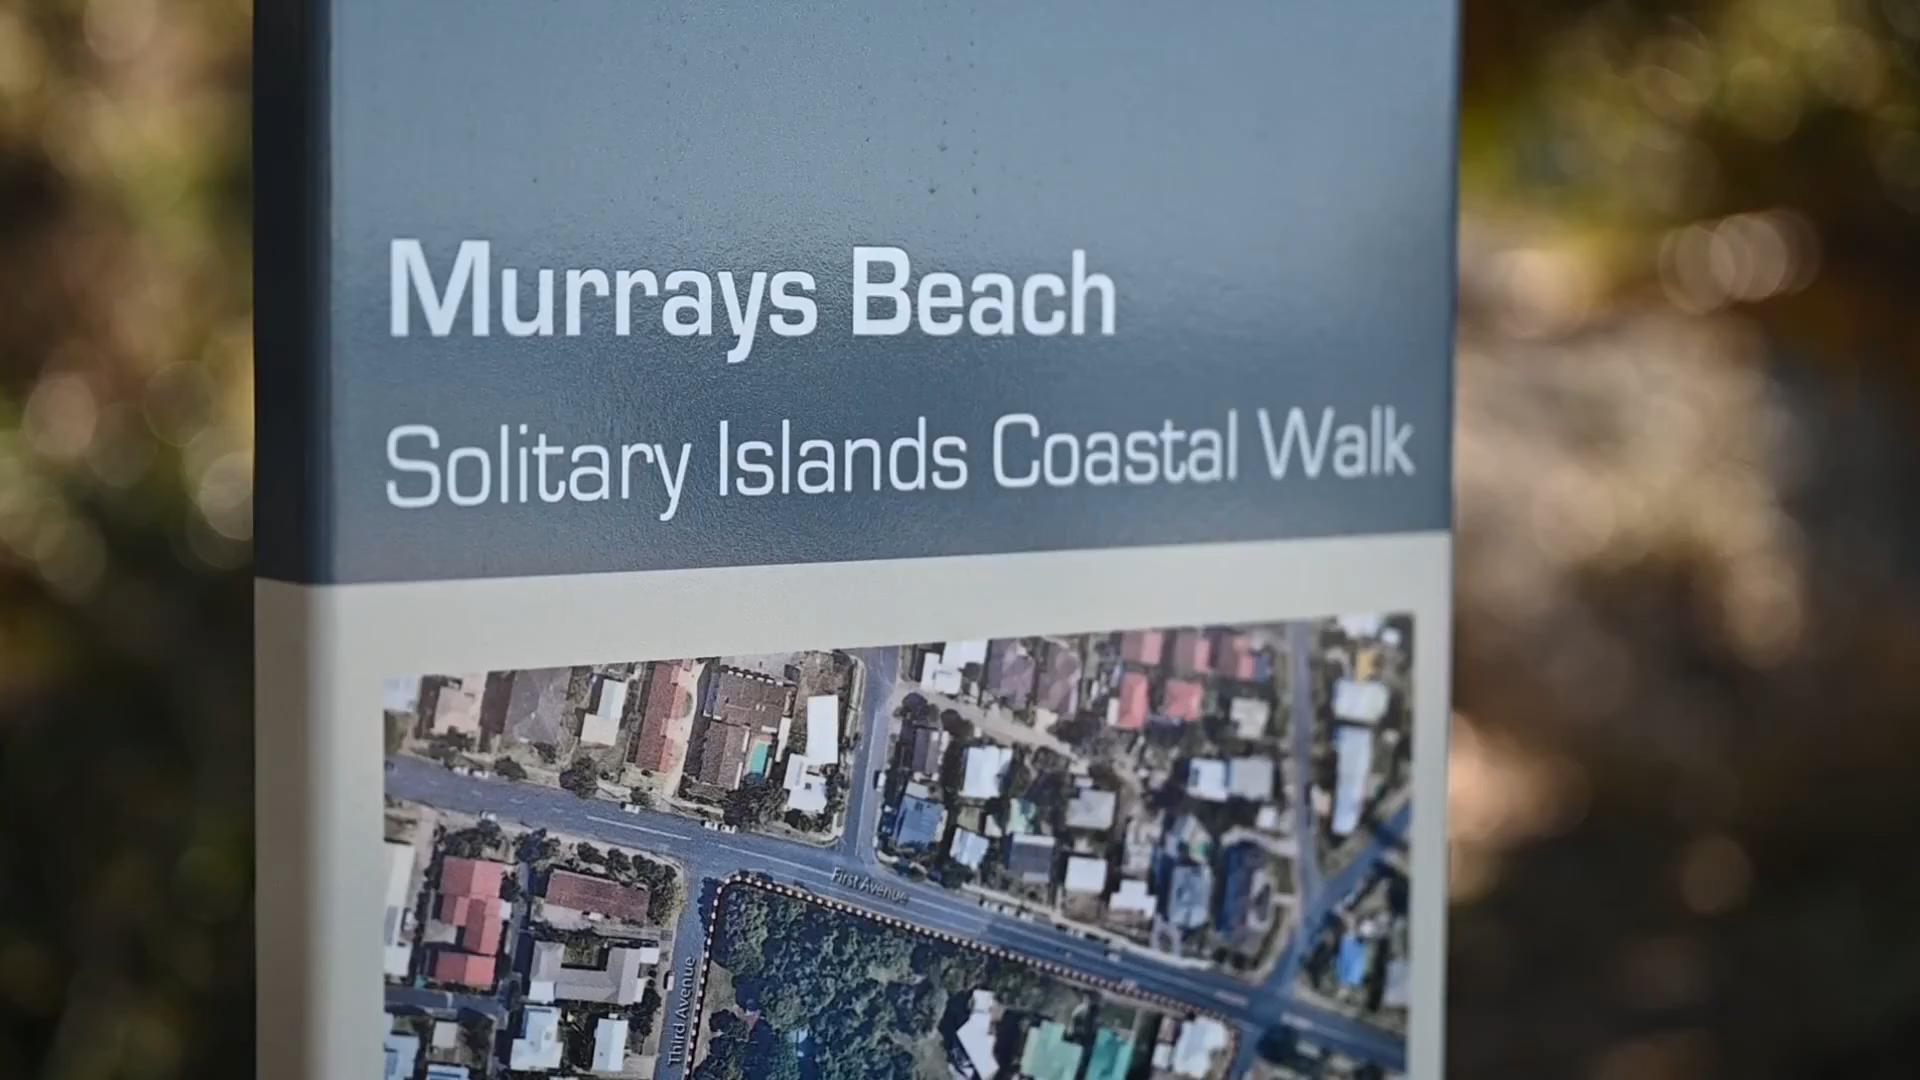 Murrays Beach
Solitary Islands Coastal Walk
First Avenue
Third Avenue